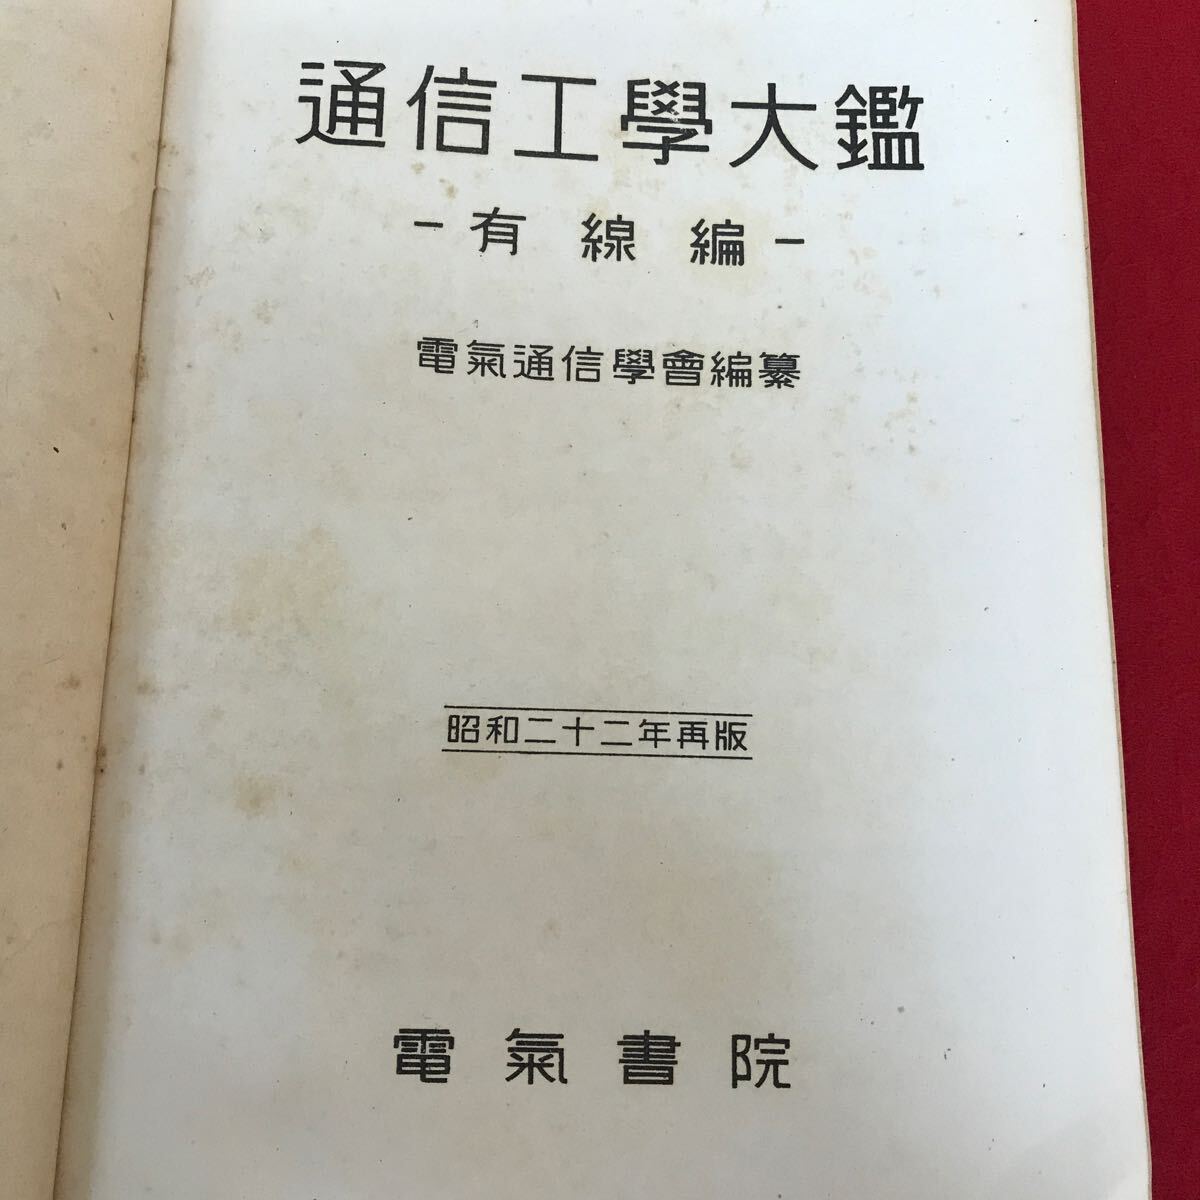 通信工學大鑑
－有線編－
電氣通信學會編纂
昭和二十二年再版
電氣書院